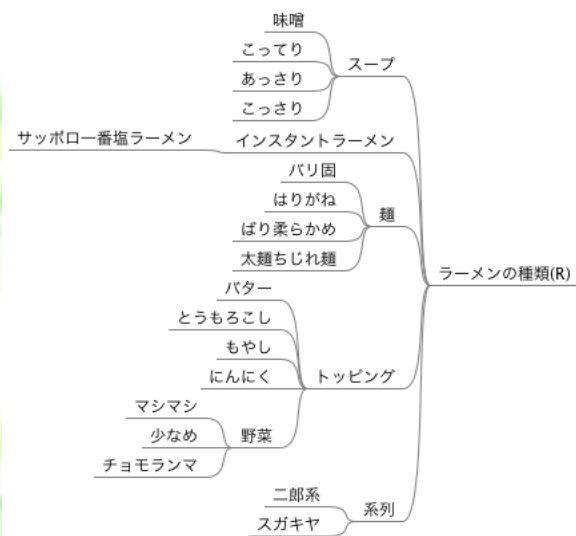 味噌
こってり
スープ
あっさり
こっさり
サッポロ一番塩ラーメン
インスタントラーメン
バリ固
はりがね
麺
ばり柔らかめ
太麺ちじれ麺
ラーメンの種類(R)
バター
とうもろこし
もやし
にんにく
トッピング
マシマシ
少なめ
野菜
チョモランマ
二郎系
系列
スガキヤ